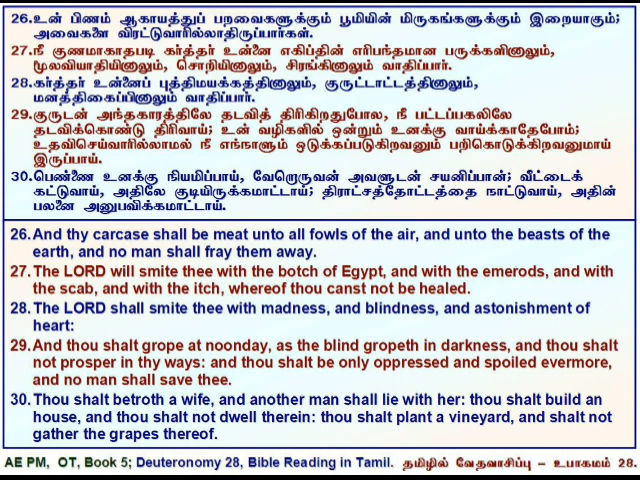 26.உன் பிணம் ஆகாயத்துப் பறவைகளுக்கும் பூமியின் மிருகங்களுக்கும் இறையாகும்;
அவைகளை விரட்டுவாரில்லாதிருப்பார்கள்.
27.நீ குணமாகாதபடி கர்த்தர் உன்னை எகிப்தின் எரிபந்தமான பருக்களினாலும்,
மூலவியாதியினாலும், சொறியினாலும், சிரங்கினாலும் வாதிப்பார்.
28.கர்த்தர் உன்னைப் புத்திமயக்கத்தினாலும், குருட்டாட்டத்தினாலும்,
மனத்திகைப்பினாலும் வாதிப்பார்.
29.குருடன் அந்தகாரத்திலே தடவித் திரிகிறதுபோல, நீ பட்டப்பகலிலே
தடவிக்கொண்டு திரிவாய்; உன் வழிகளில் ஒன்றும் உனக்கு வாய்க்காதேபோம்;
உதவிசெய்வாரில்லாமல் நீ எந்நாளும் ஒடுக்கப்படுகிறவனும் பறிகொடுக்கிறவனுமாய்
இருப்பாய்.
30.பெண்ணை உனக்கு நியமிப்பாய், வேறொருவன் அவளுடன் சயனிப்பான்; வீட்டைக்
கட்டுவாய், அதிலே குடியிருக்கமாட்டாய்; திராட்சத்தோட்டத்தை நாட்டுவாய், அதின்
பலனை அனுபவிக்கமாட்டாய்.
26.And thy carcase shall be meat unto all fowls of the air, and unto the beasts of the
earth, and no man shall fray them away.
27.The LORD will smite thee with the botch of Egypt, and with the emerods, and with
the scab, and with the itch, whereof thou canst not be healed.
28.The LORD shall smite thee with madness, and blindness, and astonishment of
heart:
29.And thou shalt grope at noonday, as the blind gropeth in darkness, and thou shalt
not prosper in thy ways: and thou shalt be only oppressed and spoiled evermore,
and no man shall save thee.
30.Thou shalt betroth a wife, and another man shall lie with her: thou shalt build an
house, and thou shalt not dwell therein: thou shalt plant a vineyard, and shalt not
gather the grapes thereof.
AE PM, OT, Book 5; Deuteronomy 28, Bible Reading in Tamil. தமிழில் வேதவாசிப்பு – உபாகமம் 28.